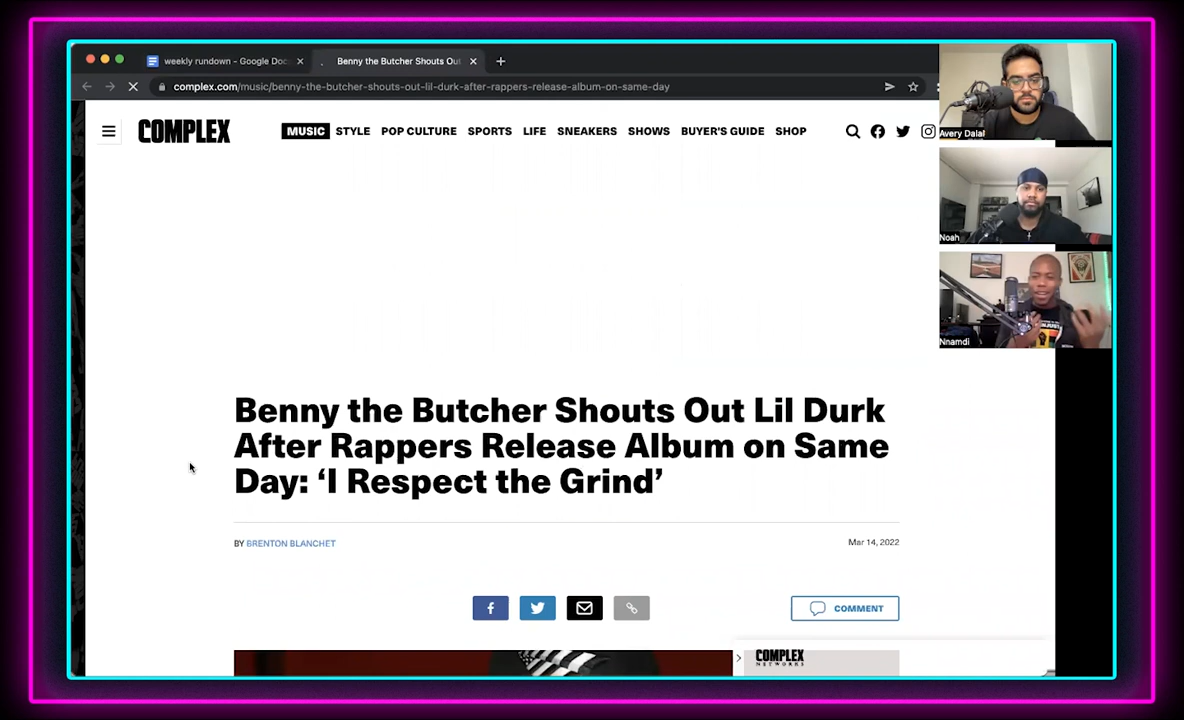 weekly rundown - Google Doc
Benny the Butcher Shouts Out
complex.com/music/benny-the-butcher-shouts-out-lil-durk-after-rappers-release-album-on-same-day
COMPLEX
MUSIC STYLE POP CULTURE SPORTS LIFE SNEAKERS SHOWS BUYER'S GUIDE SHOP
Avery Dalal
Noah
Nnamdi
Benny the Butcher Shouts Out Lil Durk
After Rappers Release Album on Same
Day: ‘I Respect the Grind’
BY BRENTON BLANCHET
Mar 14, 2022
COMMENT
COMPLEX
NETWORKS